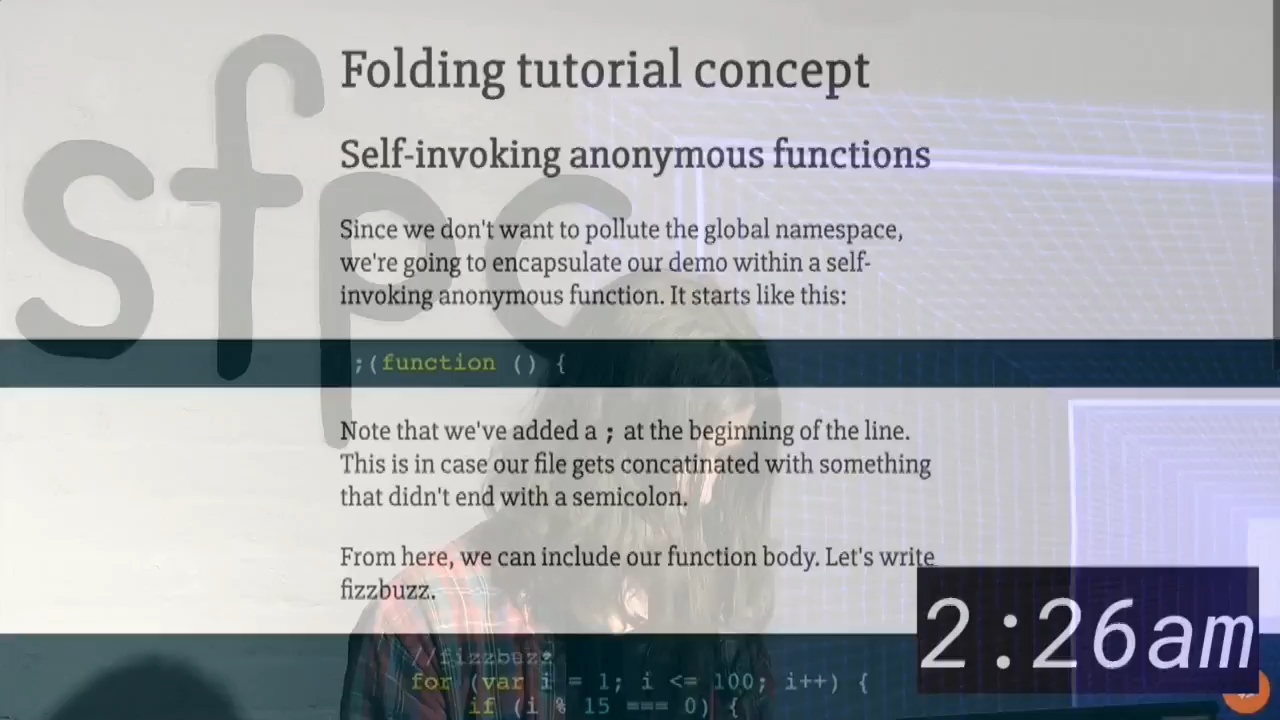 sfpc
Folding tutorial concept
Self-invoking anonymous functions
Since we don't want to pollute the global namespace,
we're going to encapsulate our demo within a self-
invoking anonymous function. It starts like this:
;(function () {
Note that we've added a ; at the beginning of the line.
This is in case our file gets concatinated with something
that didn't end with a semicolon.
From here, we can include our function body. Let's write
fizzbuzz.
//fizzbuzz
for (var i = 1; i <= 100; i++) {
if (i % 15 === 0) {
2:26am